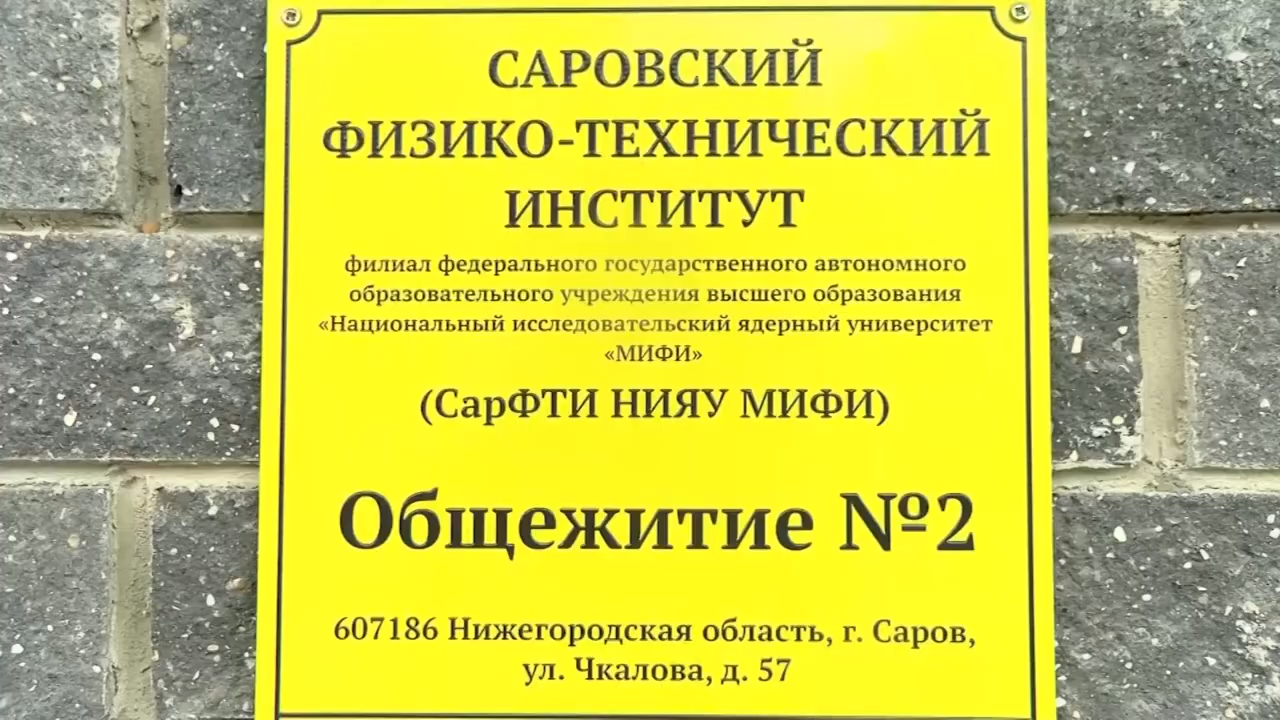 САРОВСКИЙ
ФИЗИКО-ТЕХНИЧЕСКИЙ
ИНСТИТУТ
филиал федерального государственного автономного
образовательного учреждения высшего образования
«Национальный исследовательский ядерный университет
«МИФИ»
(СарФТИ НИЯУ МИФИ)
Общежитие №2
607186 Нижегородская область, г. Саров,
ул. Чкалова, д. 57